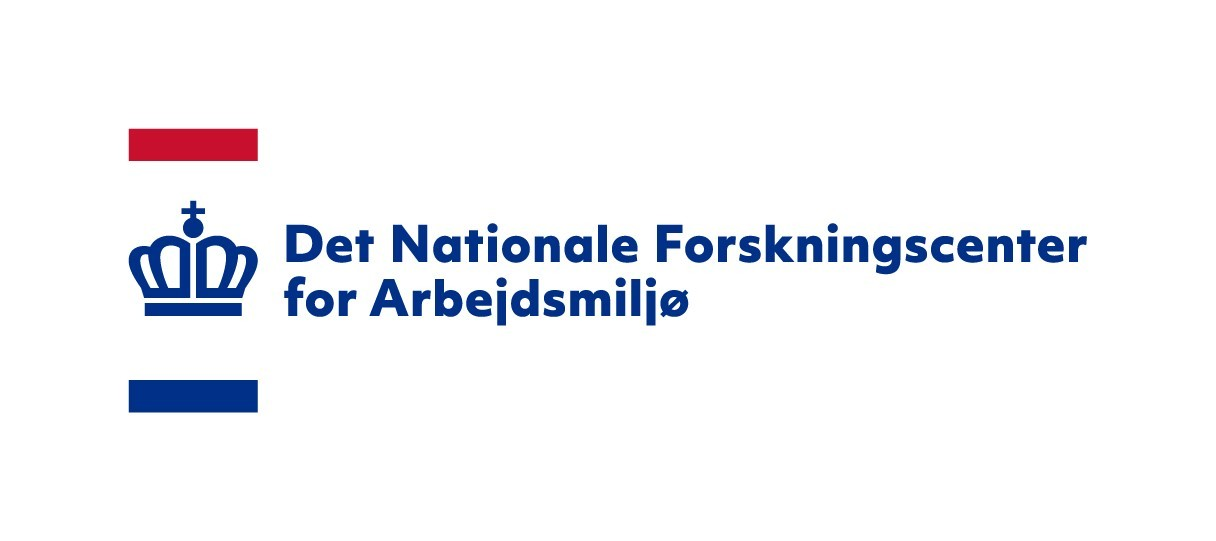 Det Nationale Forskningscenter
for Arbejdsmiljø